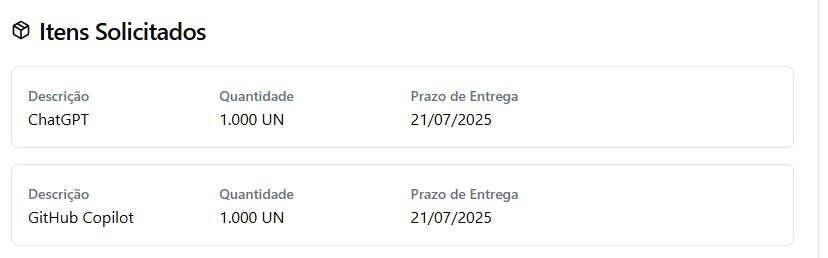 Itens Solicitados
Descrição Quantidade Prazo de Entrega
ChatGPT 1.000 UN 21/07/2025
Descrição Quantidade Prazo de Entrega
GitHub Copilot 1.000 UN 21/07/2025